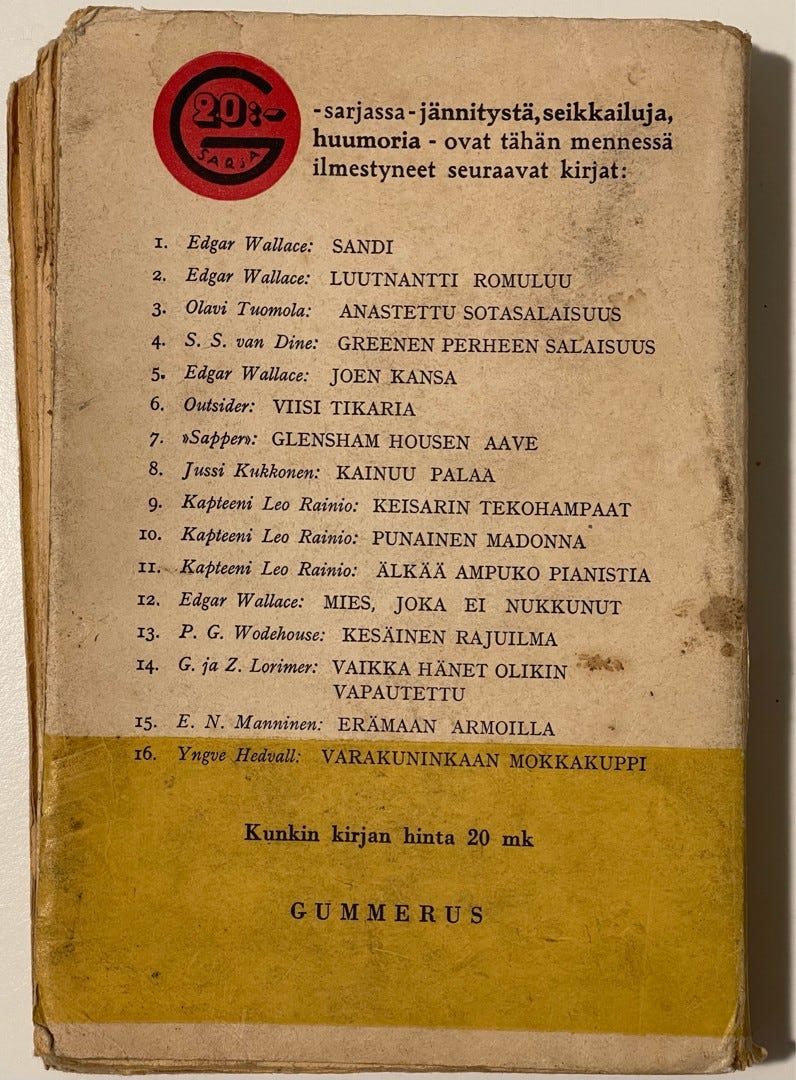 20:-
SARJA
-sarjassa - jännitystä, seikkailuja,
huumoria - ovat tähän mennessä
ilmestyneet seuraavat kirjat:
1. Edgar Wallace: SANDI
2. Edgar Wallace: LUUTNANTTI ROMULUU
3. Olavi Tuomola: ANASTETTU SOTASALAISUUS
4. S. S. van Dine: GREENEN PERHEEN SALAISUUS
5. Edgar Wallace: JOEN KANSA
6. Outsider: VIISI TIKARIA
7. »Sapper»: GLENSHAM HOUSEN AAVE
8. Jussi Kukkonen: KAINUU PALAA
9. Kapteeni Leo Rainio: KEISARIN TEKOHAMPAAT
10. Kapteeni Leo Rainio: PUNAINEN MADONNA
11. Kapteeni Leo Rainio: ÄLKÄÄ AMPUKO PIANISTIA
12. Edgar Wallace: MIES, JOKA EI NUKKUNUT
13. P. G. Wodehouse: KESÄINEN RAJUILMA
14. G. ja Z. Lorimer: VAIKKA HÄNET OLIKIN
VAPAUTETTU
15. E. N. Manninen: ERÄMAAN ARMOILLA
16. Yngve Hedvall: VARAKUNINKAAN MOKKAKUPPI
Kunkin kirjan hinta 20 mk
GUMMERUS